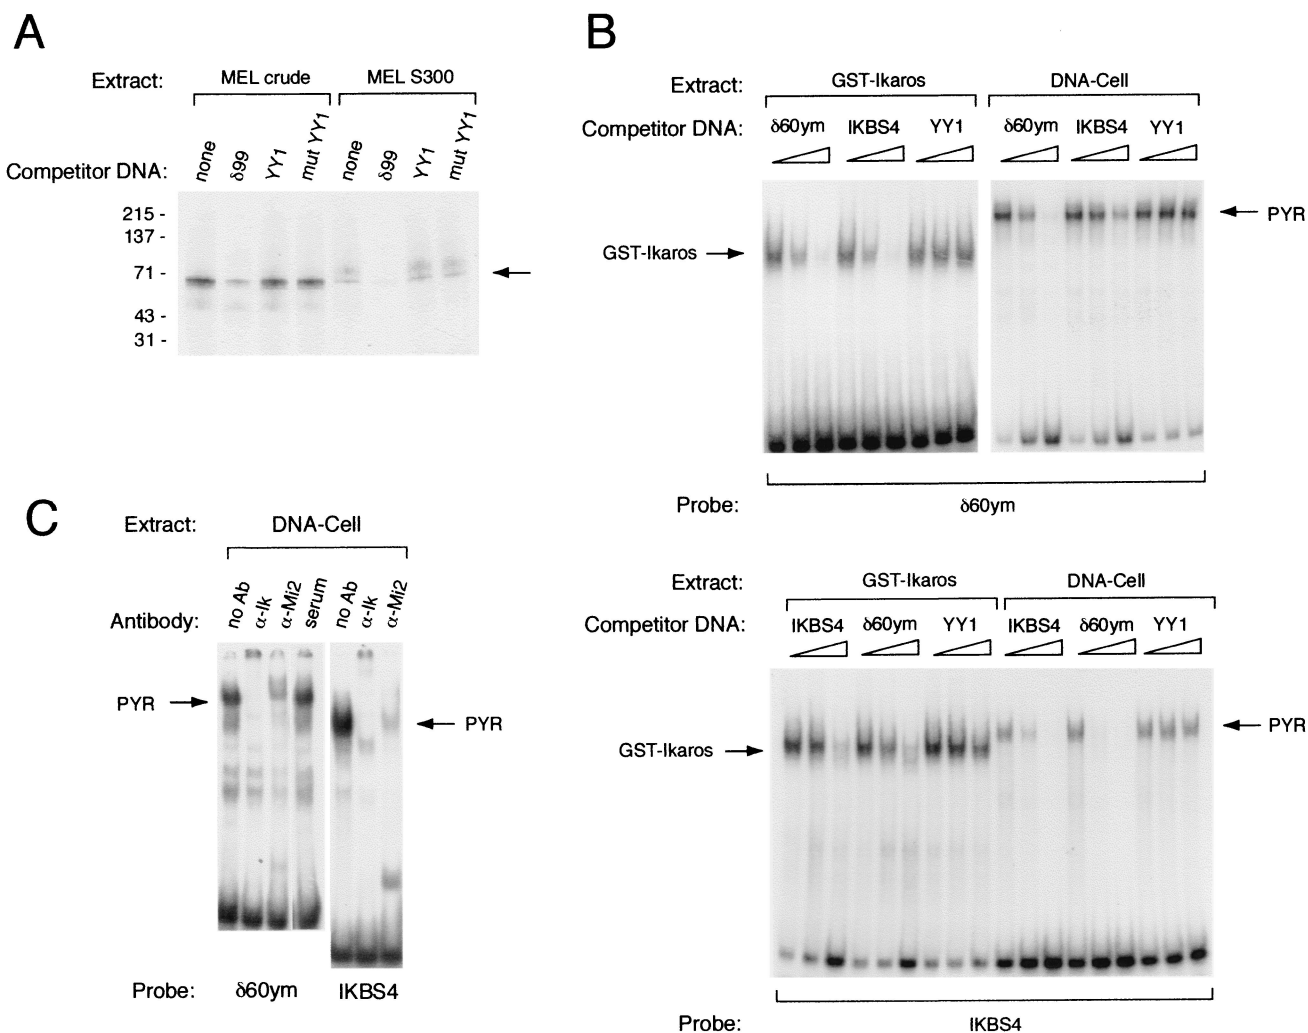 A
Extract: MEL crude MEL S300
Competitor DNA: none δ99 YY1 mut YY1 none δ99 YY1 mut YY1
215 -
137 -
71 -
43 -
31 -
B
Extract: GST-Ikaros DNA-Cell
Competitor DNA: δ60ym IKBS4 YY1 δ60ym IKBS4 YY1
PYR
GST-Ikaros
Probe: δ60ym
Extract: GST-Ikaros DNA-Cell
Competitor DNA: IKBS4 δ60ym YY1 IKBS4 δ60ym YY1
PYR
GST-Ikaros
Probe: IKBS4
C
Extract: DNA-Cell
Antibody: no Ab α-Ik α-Mi2 serum no Ab α-Ik α-Mi2
PYR
PYR
Probe: δ60ym IKBS4